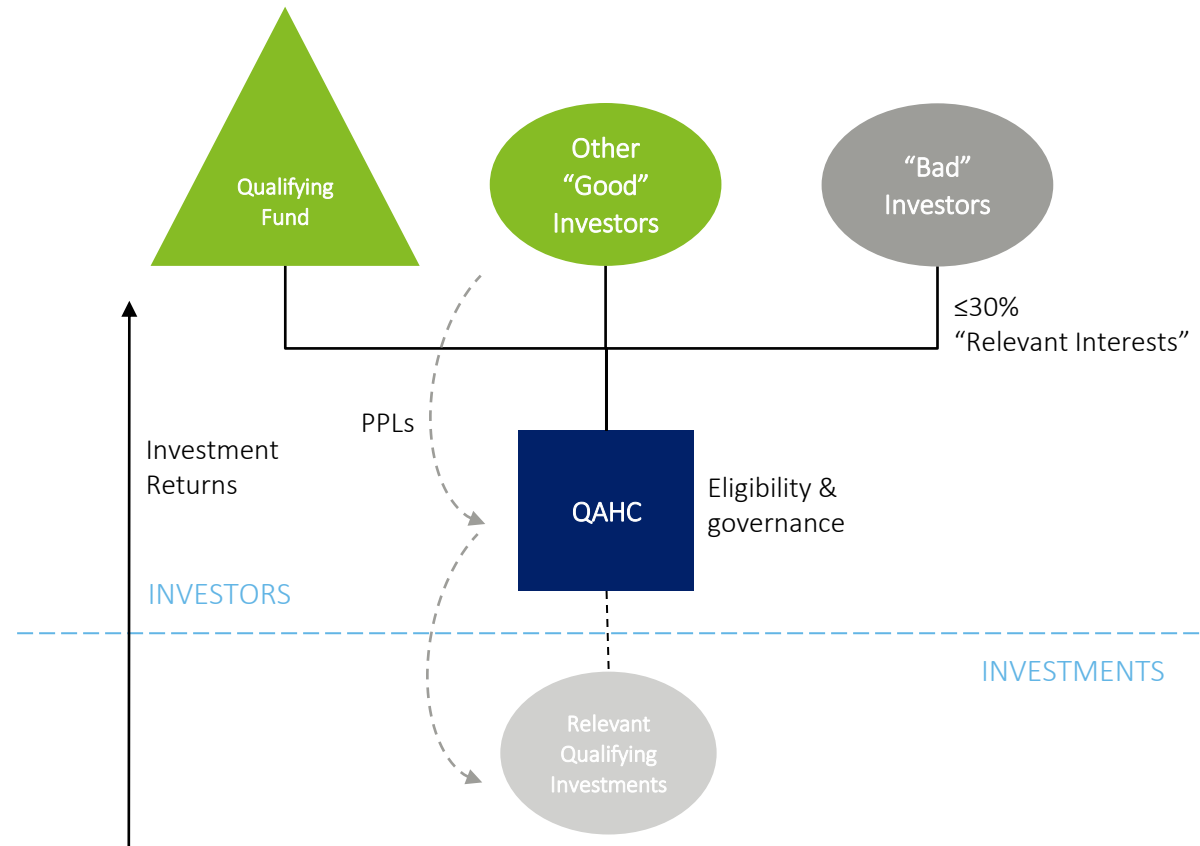 Qualifying
Fund
Other
“Good”
Investors
“Bad”
Investors
≤30%
“Relevant Interests”
PPLs
Investment
Returns
QAHC
Eligibility &
governance
INVESTORS
INVESTMENTS
Relevant
Qualifying
Investments